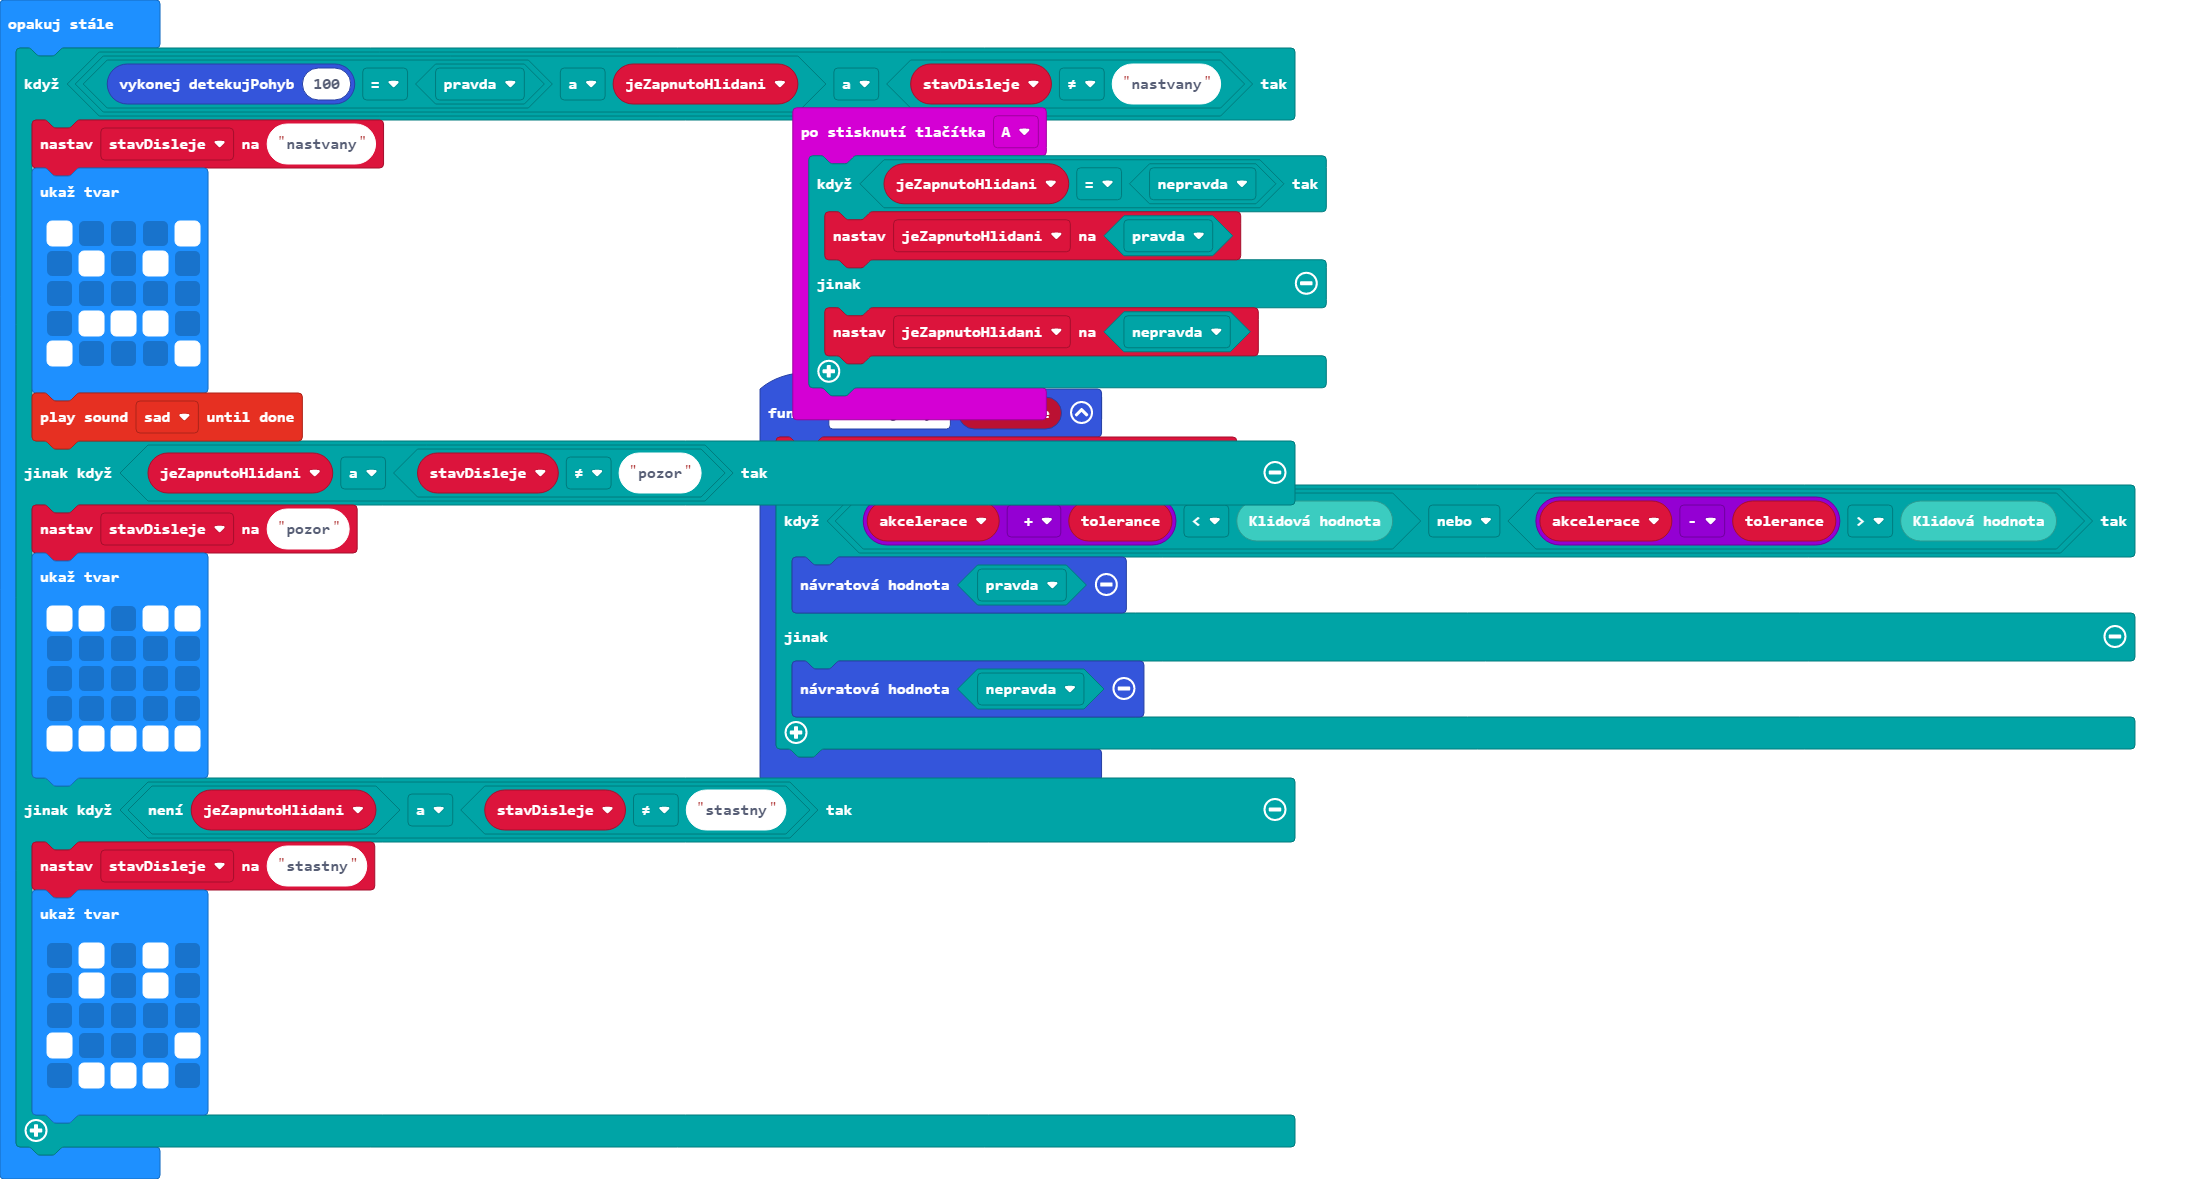 opakuj stále
když vykonej detekujPohyb 100 = pravda a jeZapnutoHlidani a stavDisleje ≠ "nastvany" tak
nastav stavDisleje na "nastvany"
ukaž tvar
play sound sad until done
jinak když jeZapnutoHlidani a stavDisleje ≠ "pozor" tak
nastav stavDisleje na "pozor"
ukaž tvar
jinak když není jeZapnutoHlidani a stavDisleje ≠ "stastny" tak
nastav stavDisleje na "stastny"
ukaž tvar
po stisknutí tlačítka A
když jeZapnutoHlidani = nepravda tak
nastav jeZapnutoHlidani na pravda
jinak
nastav jeZapnutoHlidani na nepravda
když akcelerace + tolerance < Klidová hodnota nebo akcelerace - tolerance > Klidová hodnota tak
návratová hodnota pravda
jinak
návratová hodnota nepravda